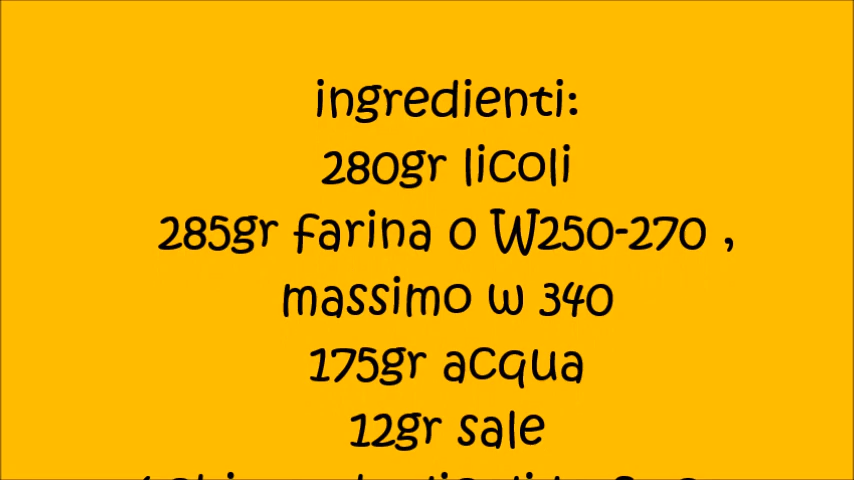 ingredienti:
280gr licoli
285gr farina 0 W250-270 ,
massimo w 340
175gr acqua
12gr sale